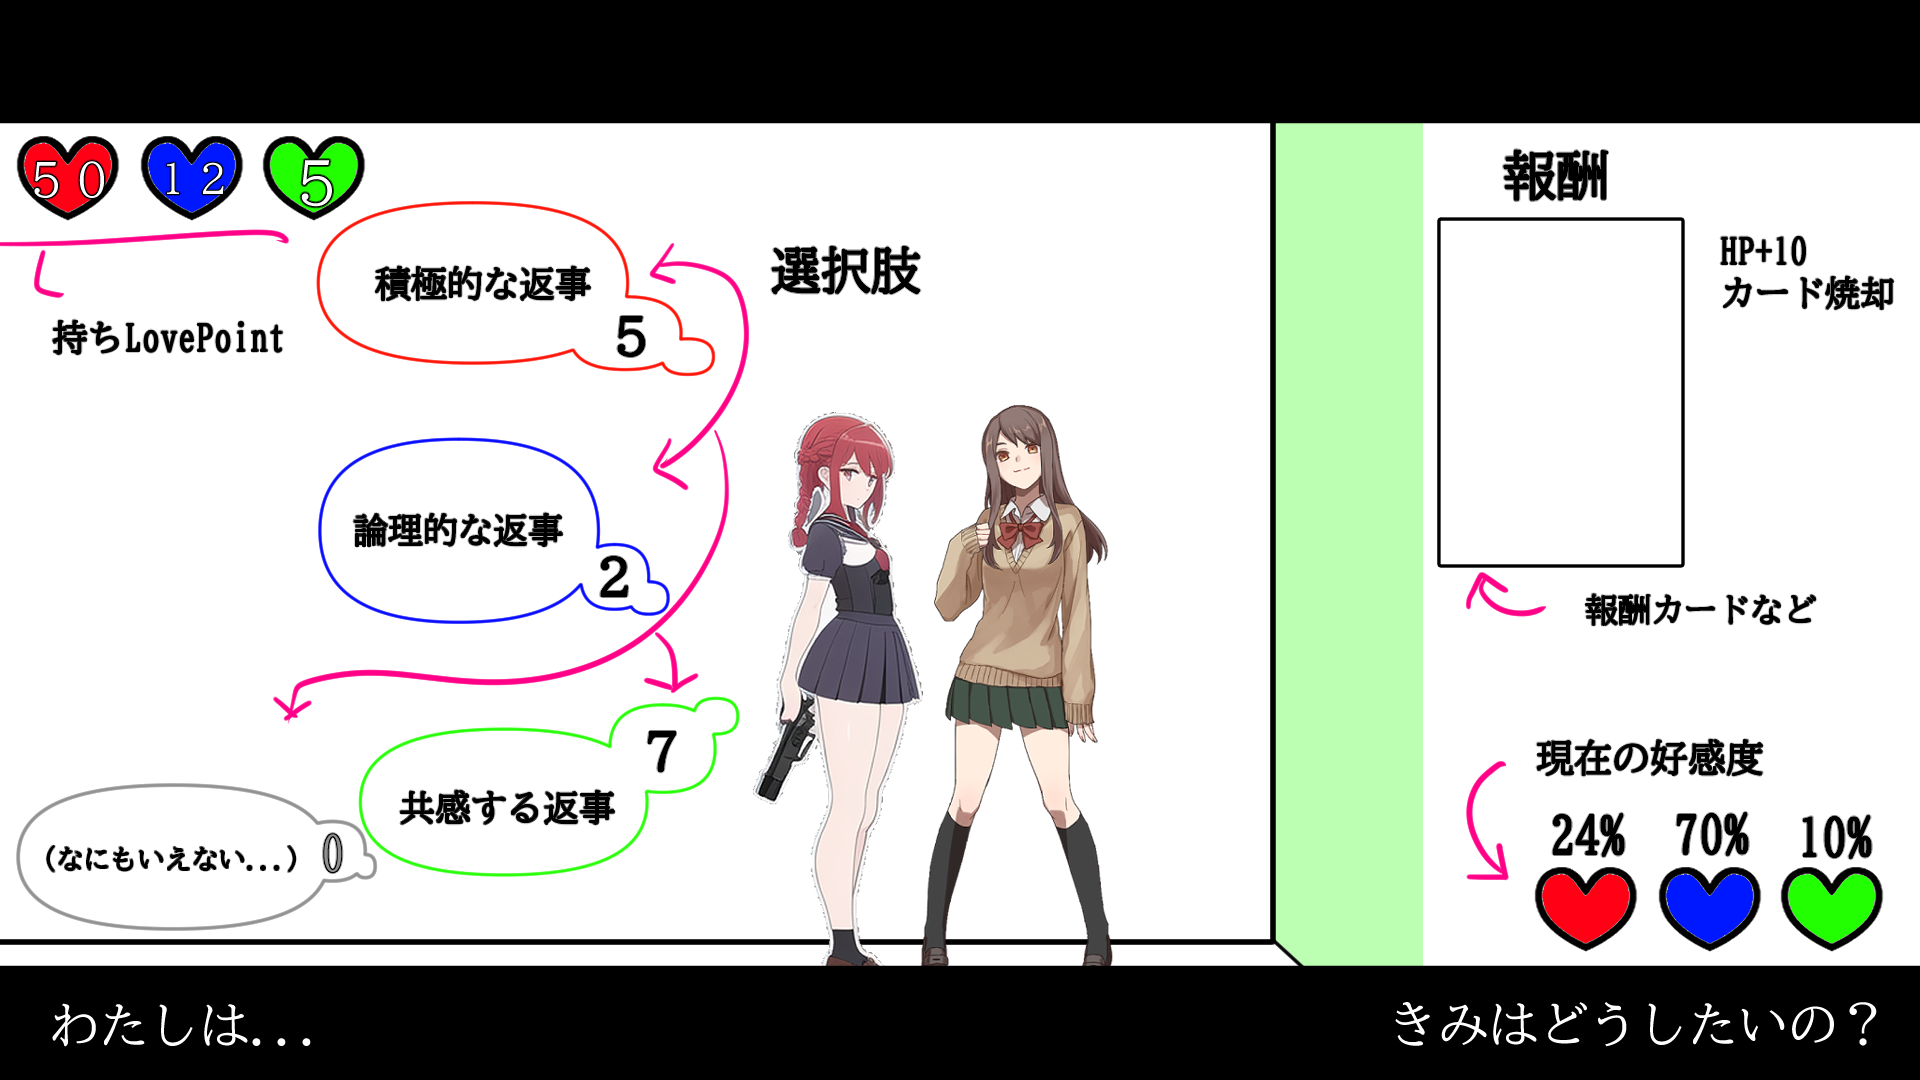 50 12 5
持ちLovePoint
積極的な返事
5
選択肢
論理的な返事
2
共感する返事
7
(なにもいえない...) 0
報酬
HP+10
カード焼却
報酬カードなど
現在の好感度
24% 70% 10%
わたしは...
きみはどうしたいの？